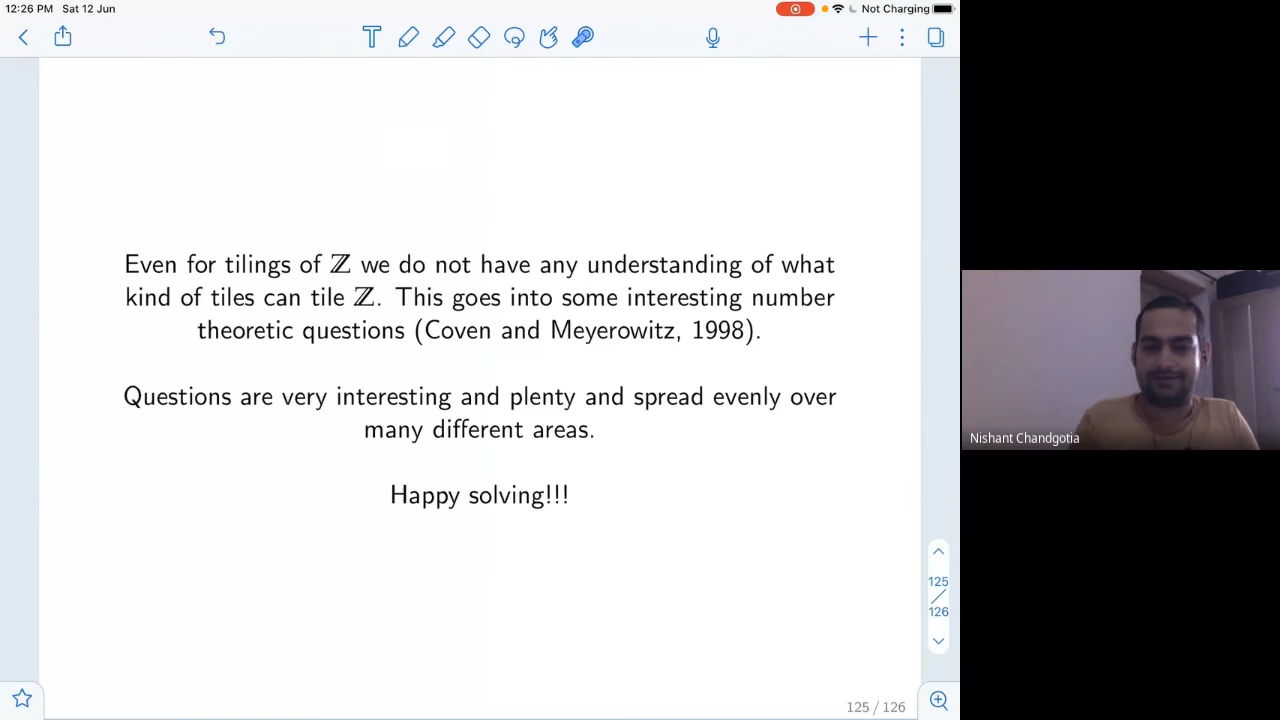 12:26 PM Sat 12 Jun
Not Charging
Even for tilings of ℤ we do not have any understanding of what
kind of tiles can tile ℤ. This goes into some interesting number
theoretic questions (Coven and Meyerowitz, 1998).
Questions are very interesting and plenty and spread evenly over
many different areas.
Happy solving!!!
Nishant Chandgotia
125
126
125 / 126